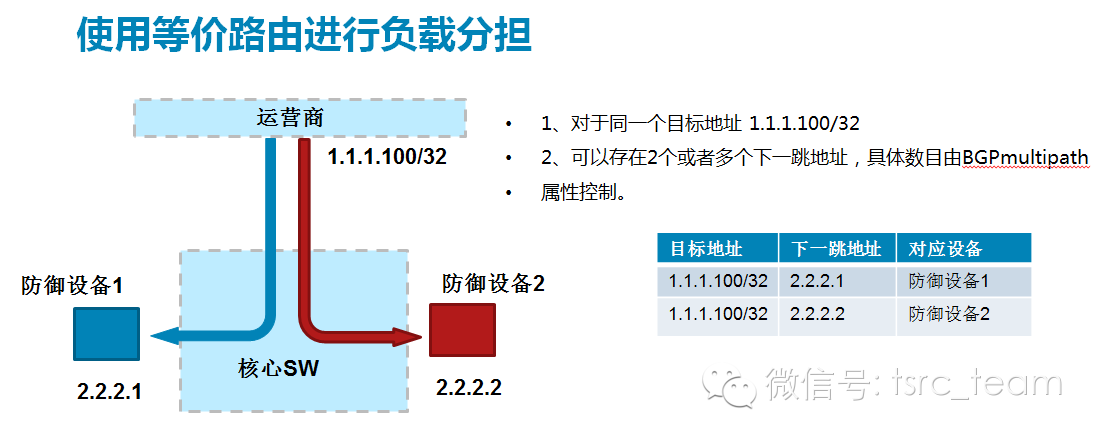 使用等价路由进行负载分担
运营商
1.1.1.100/32
防御设备1
2.2.2.1
核心SW
防御设备2
2.2.2.2
• 1、对于同一个目标地址 1.1.1.100/32
• 2、可以存在2个或者多个下一跳地址，具体数目由BGPmultipath
• 属性控制。
目标地址 下一跳地址 对应设备
1.1.1.100/32 2.2.2.1 防御设备1
1.1.1.100/32 2.2.2.2 防御设备2
微信号: tsrc_team